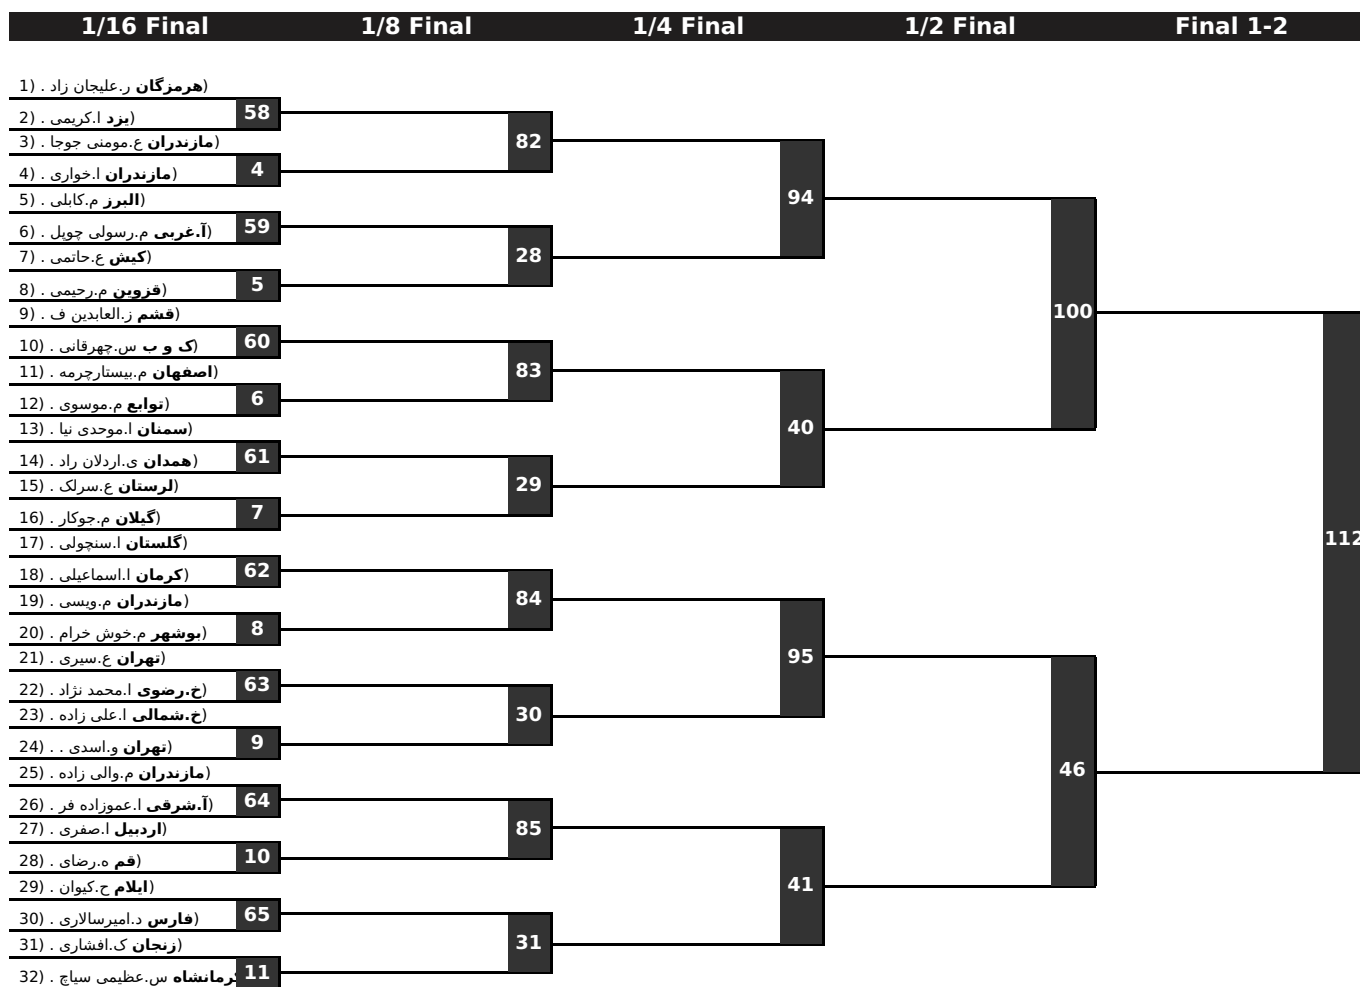 1/16 Final 1/8 Final 1/4 Final 1/2 Final Final 1-2
1) . هرمزگان ر.علیجان زاد)
58
2) . یزد ا.کریمی)
82
3) . مازندران ع.مومنی جوجا)
4
4) . مازندران ا.خواری)
94
5) . البرز م.کابلی)
59
6) . آ.غربی م.رسولی چوپل)
28
7) . کیش ع.حاتمی)
5
8) . قزوین م.رحیمی)
100
9) . قشم ز.العابدین ف)
60
10) . ک و ب س.چهرقانی)
83
11) . اصفهان م.بیستارچرمه)
6
12) . توابع م.موسوی)
40
13) . سمنان ا.موحدی نیا)
61
14) . همدان ی.اردلان راد)
29
15) . لرستان ع.سرلک)
7
16) . گیلان م.جوکار)
112
17) . گلستان ا.سنچولی)
62
18) . کرمان ا.اسماعیلی)
84
19) . مازندران م.ویسی)
8
20) . بوشهر م.خوش خرام)
95
21) . تهران ع.سیری)
63
22) . خ.رضوی ا.محمد نژاد)
30
23) . خ.شمالی ا.علی زاده)
9
24) . . تهران و.اسدی)
46
25) . مازندران م.والی زاده)
64
26) . آ.شرقی ا.عموزاده فر)
85
27) . اردبیل ا.صفری)
10
28) . قم ه.رضای)
41
29) . ایلام ح.کیوان)
65
30) . فارس د.امیرسالاری)
31
31) . زنجان ک.افشاری)
11
32) . کرمانشاه س.عظیمی سیاچ